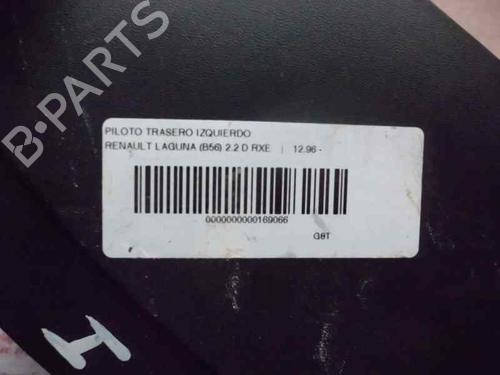 PILOTO TRASERO IZQUIERDO
RENAULT LAGUNA (B56) 2.2 D RXE | 12.96 -
0000000000169066
G8T
I
B-PARTS